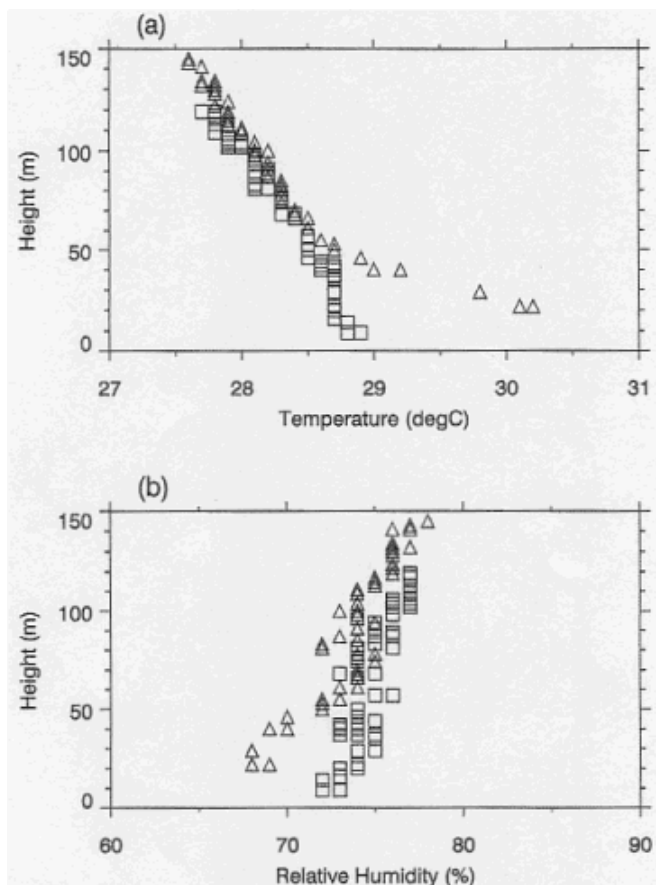 (a)
150
100
50
0
Height (m)
27 28 29 30 31
Temperature (degC)
(b)
150
100
50
0
Height (m)
60 70 80 90
Relative Humidity (%)